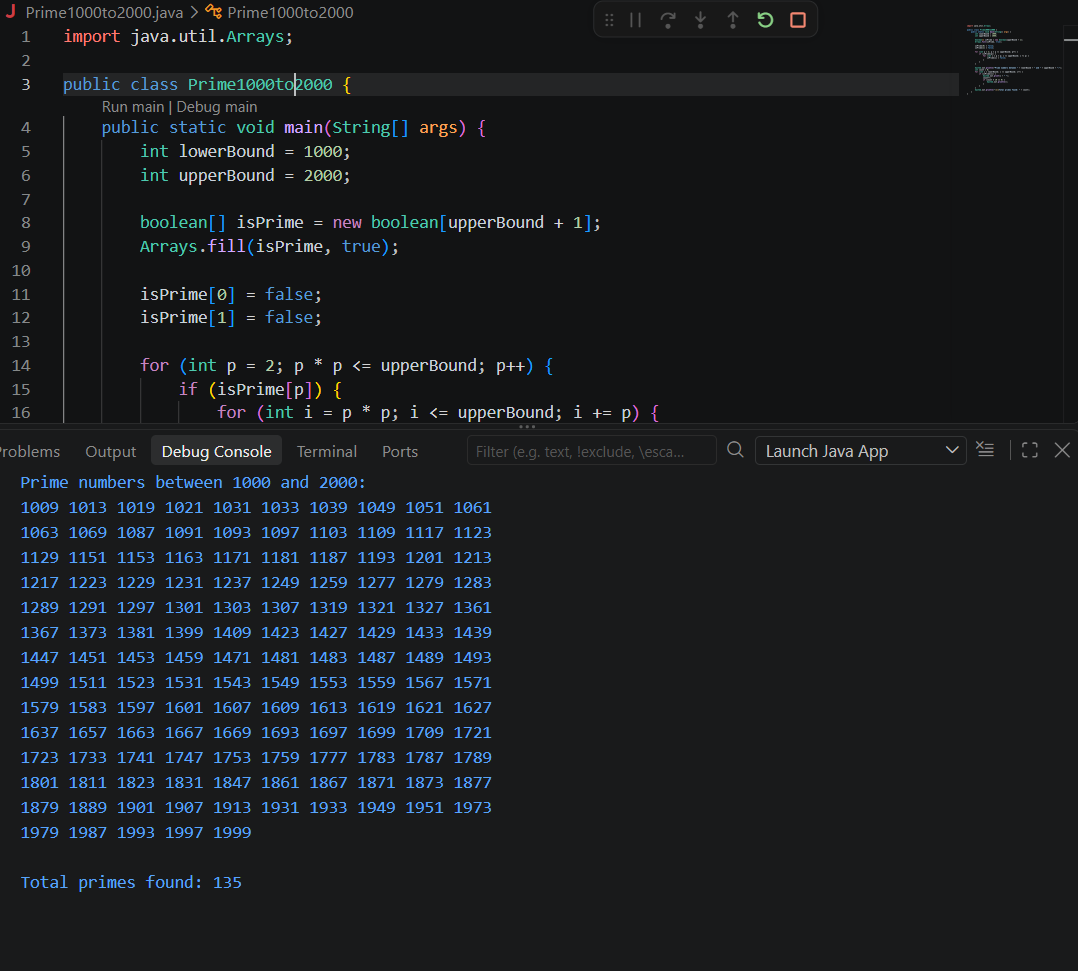 Prime1000to2000.java > Prime1000to2000
1 import java.util.Arrays;
2
3 public class Prime1000to2000 {
Run main | Debug main
4 public static void main(String[] args) {
5 int lowerBound = 1000;
6 int upperBound = 2000;
7
8 boolean[] isPrime = new boolean[upperBound + 1];
9 Arrays.fill(isPrime, true);
10
11 isPrime[0] = false;
12 isPrime[1] = false;
13
14 for (int p = 2; p * p <= upperBound; p++) {
15 if (isPrime[p]) {
16 for (int i = p * p; i <= upperBound; i += p) {
roblems Output Debug Console Terminal Ports Filter (e.g. text, !exclude, \esca... Launch Java App
Prime numbers between 1000 and 2000:
1009 1013 1019 1021 1031 1033 1039 1049 1051 1061
1063 1069 1087 1091 1093 1097 1103 1109 1117 1123
1129 1151 1153 1163 1171 1181 1187 1193 1201 1213
1217 1223 1229 1231 1237 1249 1259 1277 1279 1283
1289 1291 1297 1301 1303 1307 1319 1321 1327 1361
1367 1373 1381 1399 1409 1423 1427 1429 1433 1439
1447 1451 1453 1459 1471 1481 1483 1487 1489 1493
1499 1511 1523 1531 1543 1549 1553 1559 1567 1571
1579 1583 1597 1601 1607 1609 1613 1619 1621 1627
1637 1657 1663 1667 1669 1693 1697 1699 1709 1721
1723 1733 1741 1747 1753 1759 1777 1783 1787 1789
1801 1811 1823 1831 1847 1861 1867 1871 1873 1877
1879 1889 1901 1907 1913 1931 1933 1949 1951 1973
1979 1987 1993 1997 1999
Total primes found: 135